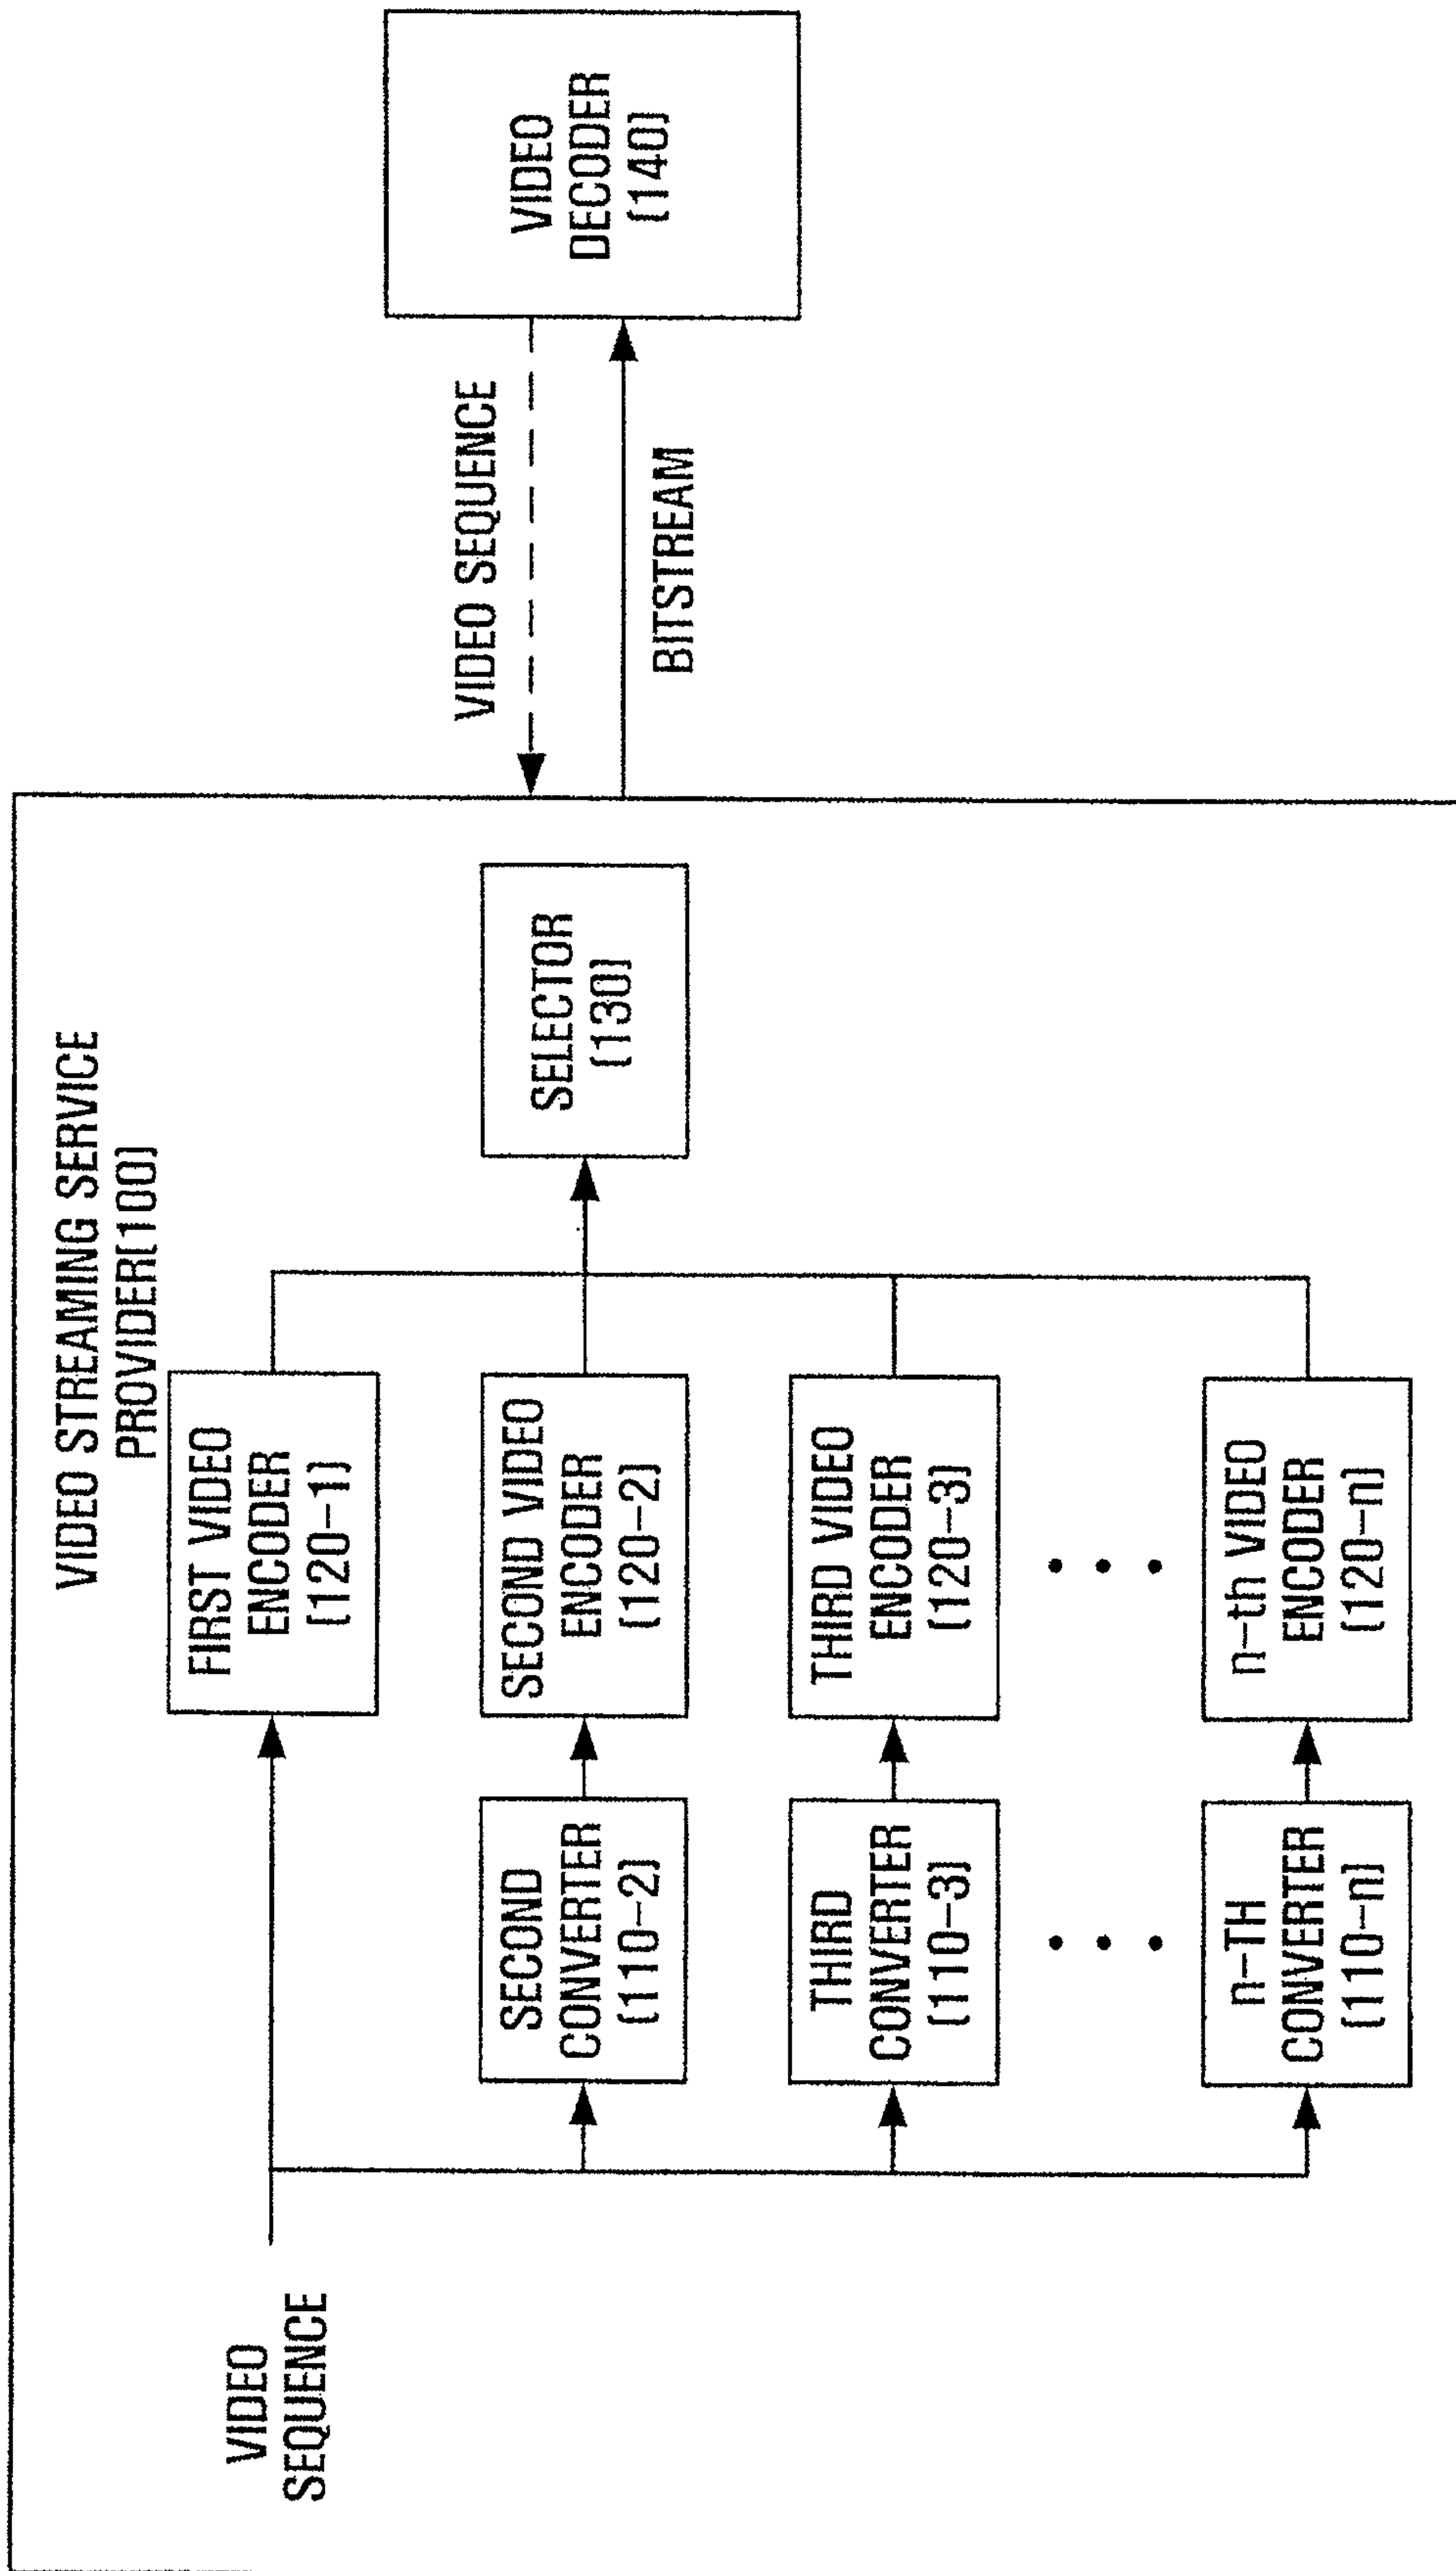 VIDEO STREAMING SERVICE
PROVIDER(100)
VIDEO
SEQUENCE
FIRST VIDEO
ENCODER
(120-1)
SECOND
CONVERTER
(110-2)
SECOND VIDEO
ENCODER
(120-2)
SELECTOR
(130)
THIRD
CONVERTER
(110-3)
THIRD VIDEO
ENCODER
(120-3)
n-TH
CONVERTER
(110-n)
n-th VIDEO
ENCODER
(120-n)
VIDEO SEQUENCE
BITSTREAM
VIDEO
DECODER
(140)